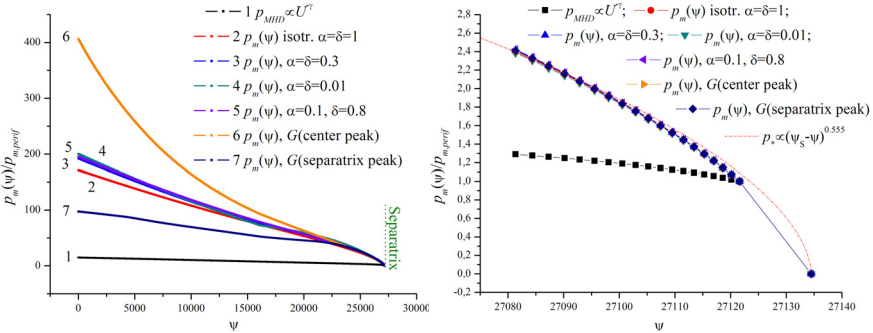 1 p_MHD∝U^-γ
2 p_m(ψ) isotr. α=δ=1
3 p_m(ψ), α=δ=0.3
4 p_m(ψ), α=δ=0.01
5 p_m(ψ), α=0.1, δ=0.8
6 p_m(ψ), G(center peak)
7 p_m(ψ), G(separatrix peak)
6
5
4
3
2
7
1
Separatrix
400
300
200
100
0
p_m(ψ)/p_m,perif
0
5000
10000
15000
20000
25000
30000
ψ
p_MHD∝U^-γ;
p_m(ψ) isotr. α=δ=1;
p_m(ψ), α=δ=0.3;
p_m(ψ), α=δ=0.01;
p_m(ψ), α=0.1, δ=0.8
p_m(ψ), G(center peak)
p_m(ψ), G(separatrix peak)
p_*∝(ψ_S-ψ)^0.555
2,8
2,6
2,4
2,2
2,0
1,8
1,6
1,4
1,2
1,0
0,8
0,6
0,4
0,2
0,0
-0,2
p_m(ψ)/p_m,perif
27080
27090
27100
27110
27120
27130
27140
ψ